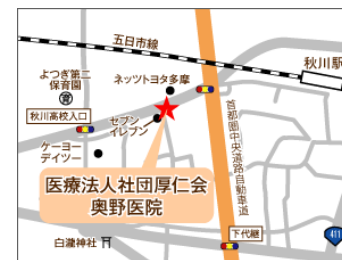 五日市線
秋川駅
よつぎ第二
保育園
ネッツトヨタ多摩
秋川高校入口
セブン
イレブン
ケーヨー
デイツー
首都圏中央道路自動車道
医療法人社団厚仁会
奥野医院
白瀧神社
下代継
411